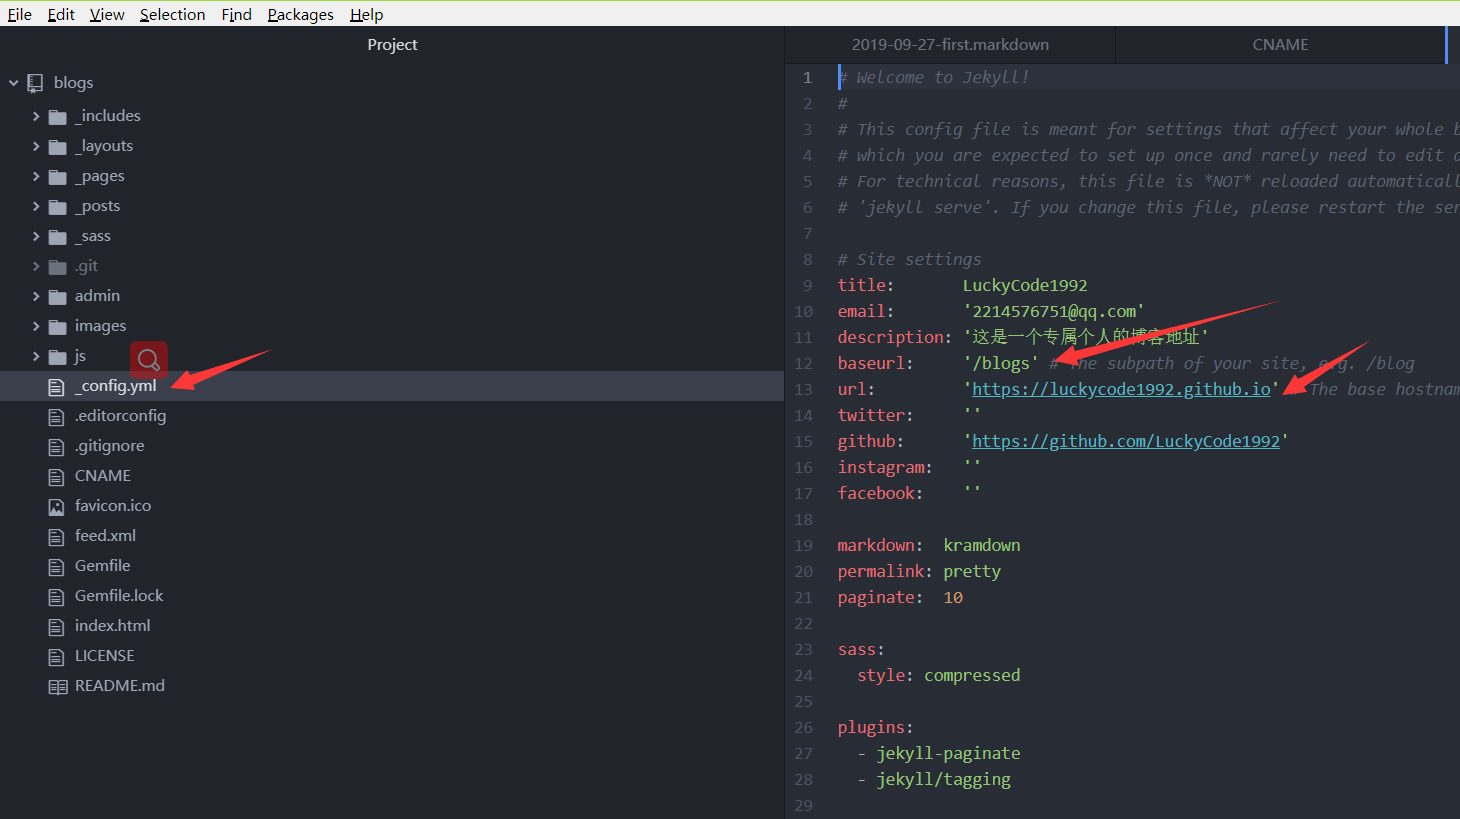 File Edit View Selection Find Packages Help
Project
blogs
_includes
_layouts
_pages
_posts
_sass
.git
admin
images
js
_config.yml
.editorconfig
.gitignore
CNAME
favicon.ico
feed.xml
Gemfile
Gemfile.lock
index.html
LICENSE
README.md
2019-09-27-first.markdown CNAME
1 # Welcome to Jekyll!
2 #
3 # This config file is meant for settings that affect your whole b
4 # which you are expected to set up once and rarely need to edit a
5 # For technical reasons, this file is *NOT* reloaded automaticall
6 # 'jekyll serve'. If you change this file, please restart the ser
7
8 # Site settings
9 title: LuckyCode1992
10 email: '2214576751@qq.com'
11 description: '这是一个专属个人的博客地址'
12 baseurl: '/blogs' # The subpath of your site, e.g. /blog
13 url: 'https://luckycode1992.github.io' # The base hostnam
14 twitter: ''
15 github: 'https://github.com/LuckyCode1992'
16 instagram: ''
17 facebook: ''
18
19 markdown: kramdown
20 permalink: pretty
21 paginate: 10
22
23 sass:
24 style: compressed
25
26 plugins:
27 - jekyll-paginate
28 - jekyll/tagging
29